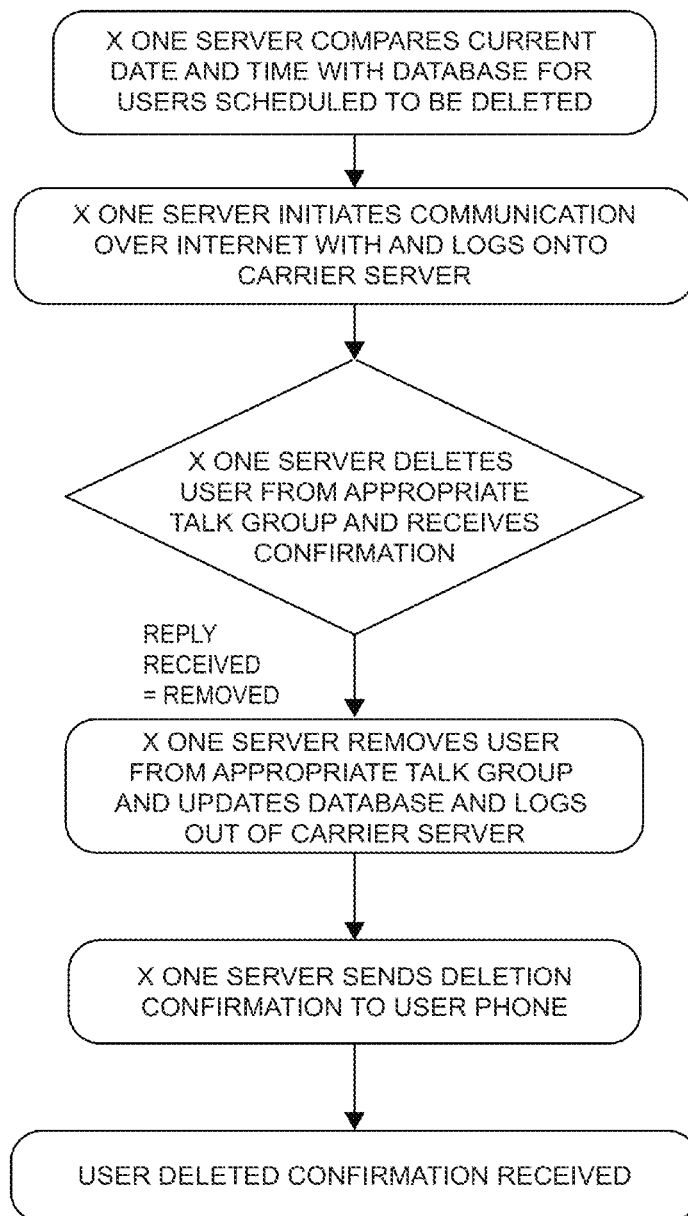 X ONE SERVER COMPARES CURRENT
DATE AND TIME WITH DATABASE FOR
USERS SCHEDULED TO BE DELETED
X ONE SERVER INITIATES COMMUNICATION
OVER INTERNET WITH AND LOGS ONTO
CARRIER SERVER
X ONE SERVER DELETES
USER FROM APPROPRIATE
TALK GROUP AND RECEIVES
CONFIRMATION
REPLY
RECEIVED
= REMOVED
X ONE SERVER REMOVES USER
FROM APPROPRIATE TALK GROUP
AND UPDATES DATABASE AND LOGS
OUT OF CARRIER SERVER
X ONE SERVER SENDS DELETION
CONFIRMATION TO USER PHONE
USER DELETED CONFIRMATION RECEIVED